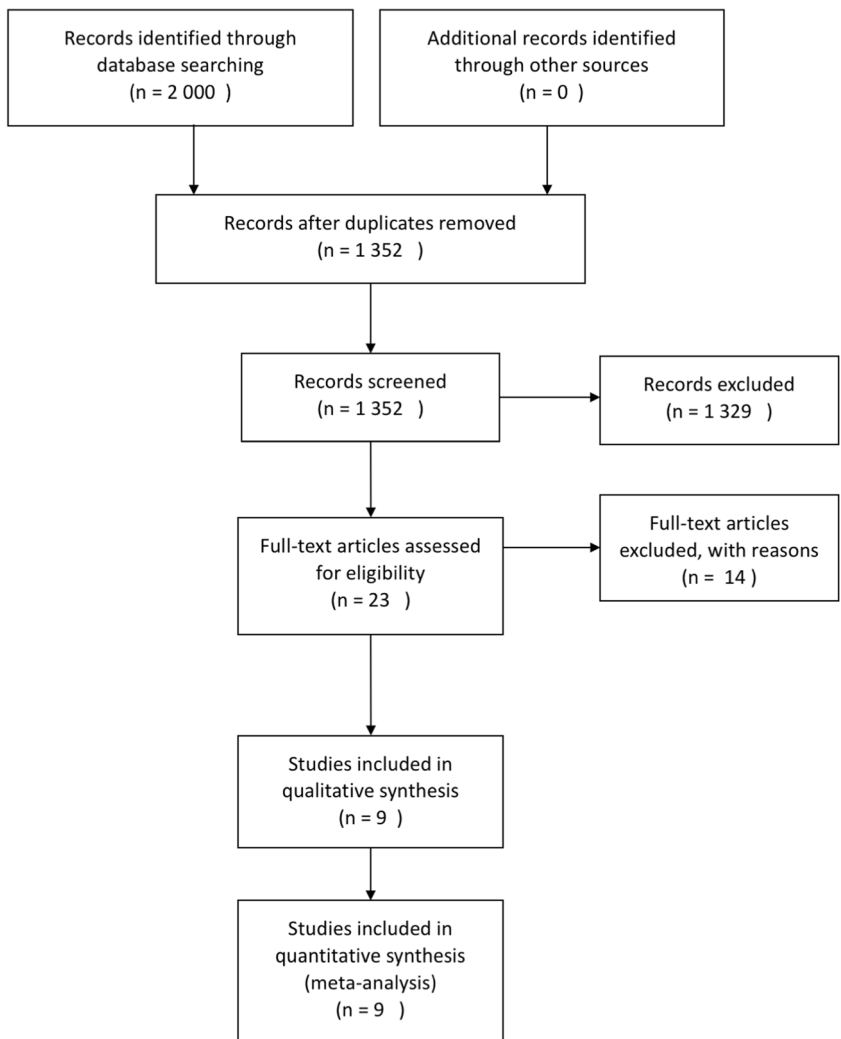 Records identified through
database searching
(n = 2 000  )
Additional records identified
through other sources
(n = 0  )
Records after duplicates removed
(n = 1 352  )
Records screened
(n = 1 352  )
Records excluded
(n = 1 329  )
Full-text articles assessed
for eligibility
(n = 23  )
Full-text articles
excluded, with reasons
(n =  14 )
Studies included in
qualitative synthesis
(n = 9  )
Studies included in
quantitative synthesis
(meta-analysis)
(n = 9  )